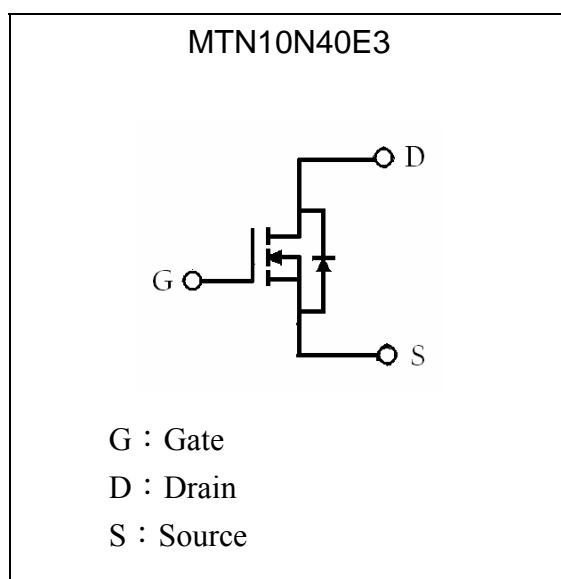 MTN10N40E3
D
G
S
G：Gate
D：Drain
S：Source